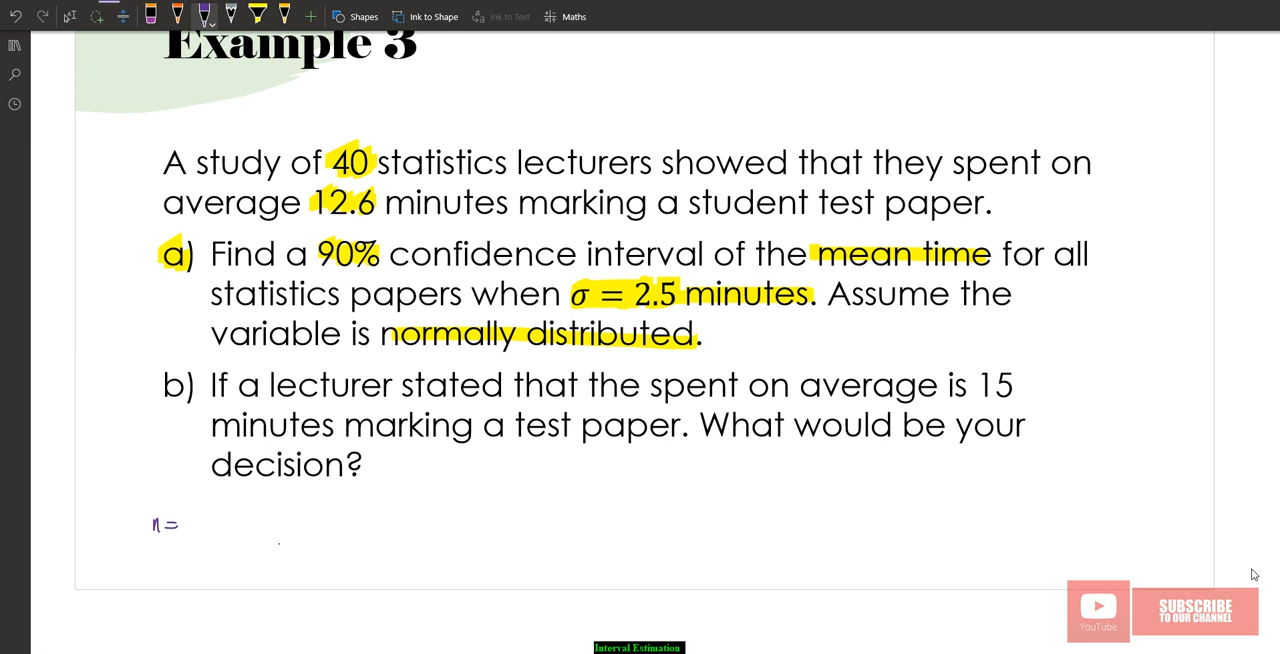 Shapes Ink to Shape Ink to Text Maths
Example 3
A study of 40 statistics lecturers showed that they spent on
average 12.6 minutes marking a student test paper.
a) Find a 90% confidence interval of the mean time for all
statistics papers when σ = 2.5 minutes. Assume the
variable is normally distributed.
b) If a lecturer stated that the spent on average is 15
minutes marking a test paper. What would be your
decision?
n =
YouTube
SUBSCRIBE
TO OUR CHANNEL
Interval Estimation